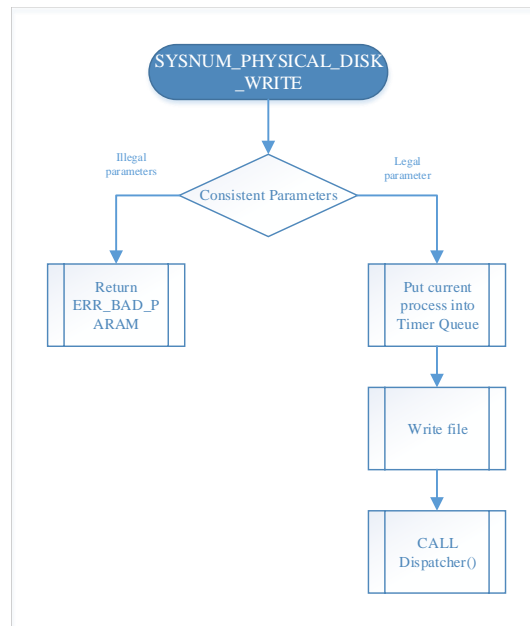 SYSNUM_PHYSICAL_DISK
_WRITE
Illegal
parameters
Legal
parameter
Consistent Parameters
Return
ERR_BAD_P
ARAM
Put current
process into
Timer Queue
Write file
CALL
Dispatcher()